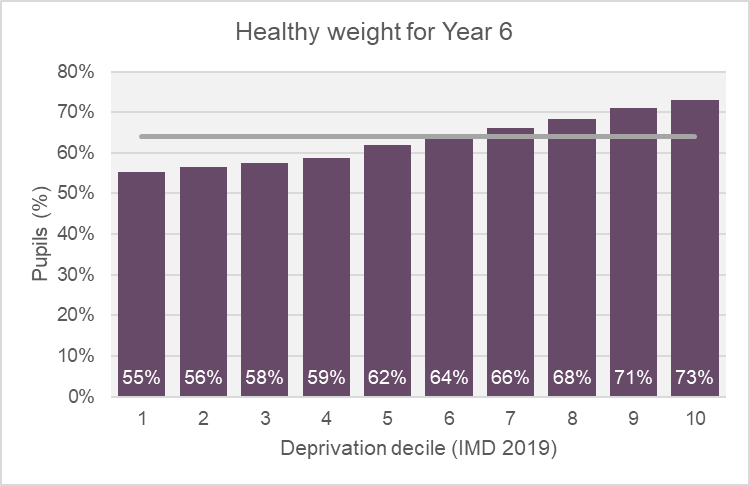 Healthy weight for Year 6
80%
70%
60%
50%
40%
30%
20%
10%
0%
Pupils (%)
55% 56% 58% 59% 62% 64% 66% 68% 71% 73%
1 2 3 4 5 6 7 8 9 10
Deprivation decile (IMD 2019)